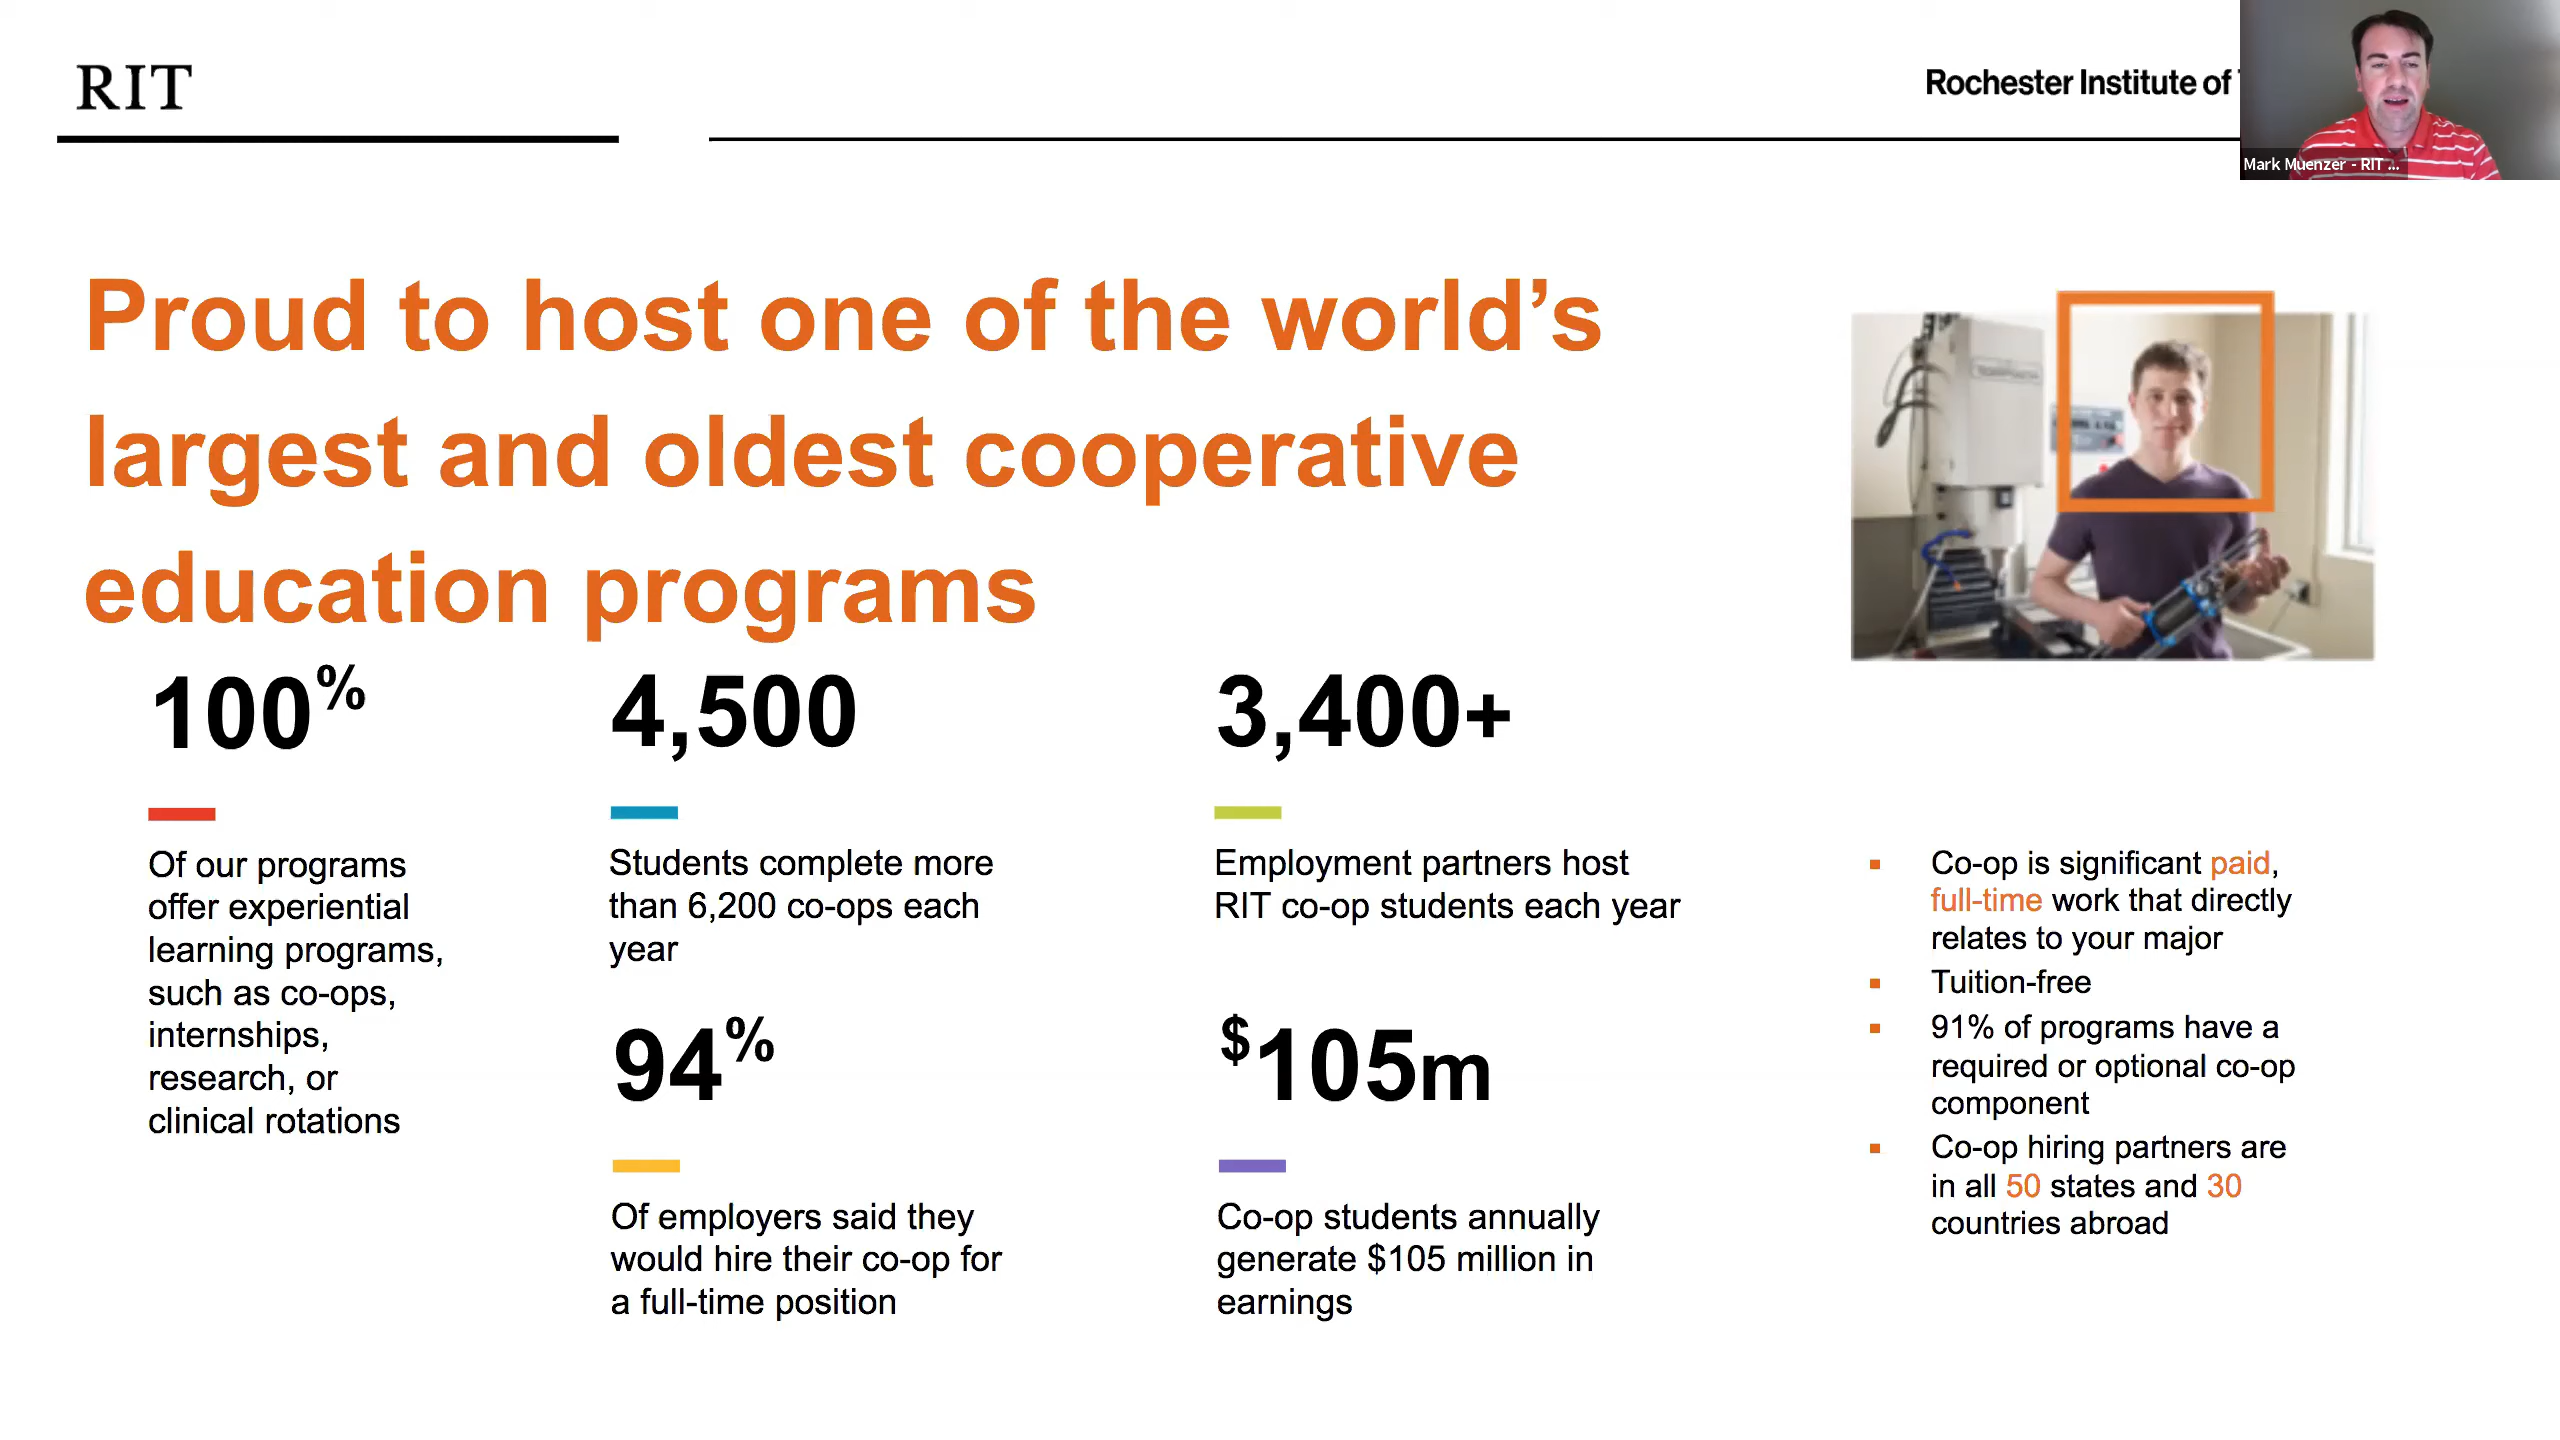 RIT
Rochester Institute of
Mark Muenzer - RIT ...
Proud to host one of the world’s
largest and oldest cooperative
education programs
100%
Of our programs
offer experiential
learning programs,
such as co-ops,
internships,
research, or
clinical rotations
4,500
Students complete more
than 6,200 co-ops each
year
3,400+
Employment partners host
RIT co-op students each year
94%
Of employers said they
would hire their co-op for
a full-time position
$105m
Co-op students annually
generate $105 million in
earnings
▪ Co-op is significant paid,
full-time work that directly
relates to your major
▪ Tuition-free
▪ 91% of programs have a
required or optional co-op
component
▪ Co-op hiring partners are
in all 50 states and 30
countries abroad